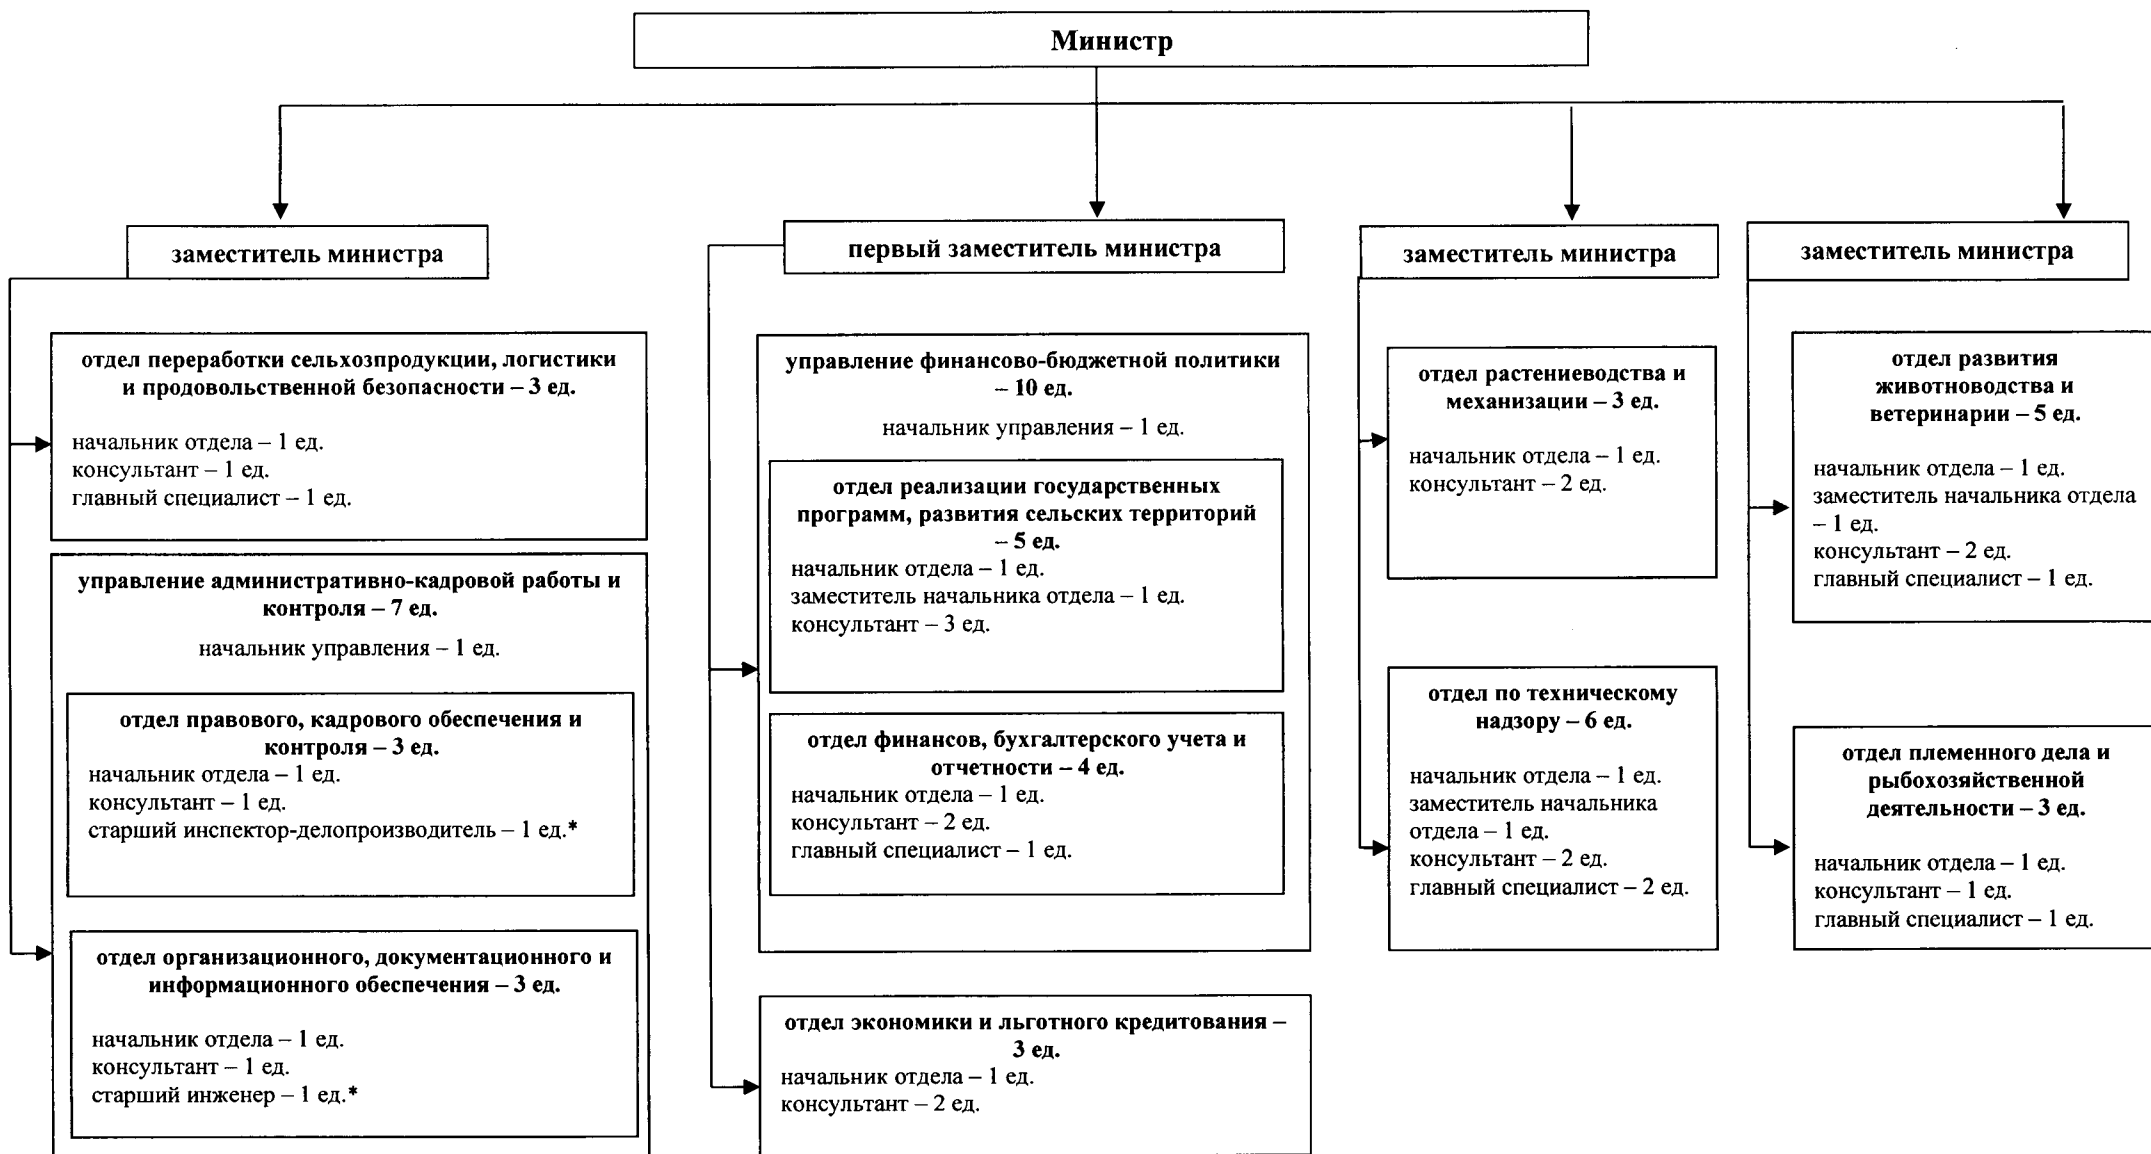 Министр
заместитель министра
отдел переработки сельхозпродукции, логистики
и продовольственной безопасности – 3 ед.
начальник отдела – 1 ед.
консультант – 1 ед.
главный специалист – 1 ед.
управление административно-кадровой работы и
контроля – 7 ед.
начальник управления – 1 ед.
отдел правового, кадрового обеспечения и
контроля – 3 ед.
начальник отдела – 1 ед.
консультант – 1 ед.
старший инспектор-делопроизводитель – 1 ед.*
отдел организационного, документационного и
информационного обеспечения – 3 ед.
начальник отдела – 1 ед.
консультант – 1 ед.
старший инженер – 1 ед.*
первый заместитель министра
управление финансово-бюджетной политики
– 10 ед.
начальник управления – 1 ед.
отдел реализации государственных
программ, развития сельских территорий
– 5 ед.
начальник отдела – 1 ед.
заместитель начальника отдела – 1 ед.
консультант – 3 ед.
отдел финансов, бухгалтерского учета и
отчетности – 4 ед.
начальник отдела – 1 ед.
консультант – 2 ед.
главный специалист – 1 ед.
отдел экономики и льготного кредитования –
3 ед.
начальник отдела – 1 ед.
консультант – 2 ед.
заместитель министра
отдел растениеводства и
механизации – 3 ед.
начальник отдела – 1 ед.
консультант – 2 ед.
отдел по техническому
надзору – 6 ед.
начальник отдела – 1 ед.
заместитель начальника
отдела – 1 ед.
консультант – 2 ед.
главный специалист – 2 ед.
заместитель министра
отдел развития
животноводства и
ветеринарии – 5 ед.
начальник отдела – 1 ед.
заместитель начальника отдела
– 1 ед.
консультант – 2 ед.
главный специалист – 1 ед.
отдел племенного дела и
рыбохозяйственной
деятельности – 3 ед.
начальник отдела – 1 ед.
консультант – 1 ед.
главный специалист – 1 ед.